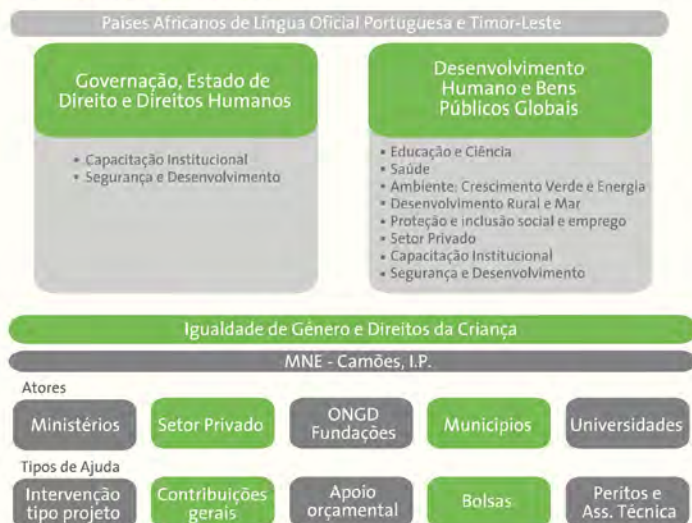 Países Africanos de Língua Oficial Portuguesa e Timor-Leste
Governação, Estado de
Direito e Direitos Humanos
• Capacitação Institucional
• Segurança e Desenvolvimento
Desenvolvimento
Humano e Bens
Públicos Globais
• Educação e Ciência
• Saúde
• Ambiente: Crescimento Verde e Energia
• Desenvolvimento Rural e Mar
• Proteção e inclusão social e emprego
• Setor Privado
• Capacitação Institucional
• Segurança e Desenvolvimento
Igualdade de Género e Direitos da Criança
MNE - Camões, I.P.
Atores
Ministérios
Setor Privado
ONGD
Fundações
Municípios
Universidades
Tipos de Ajuda
Intervenção
tipo projeto
Contribuições
gerais
Apoio
orçamental
Bolsas
Peritos e
Ass. Técnica